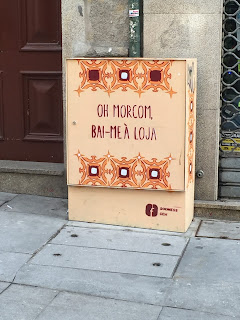 OH MORCOM,
BAI-ME À LOJA